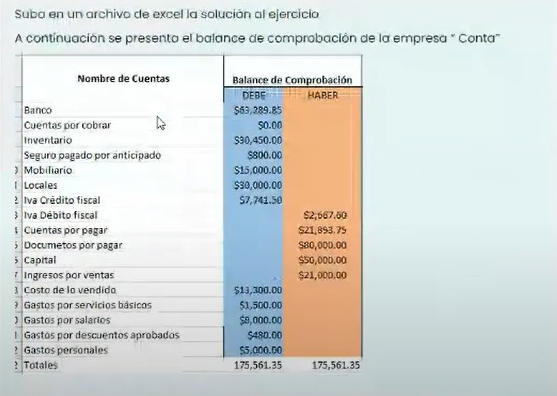 Suba en un archivo de excel la solución al ejercicio
A continuación se presenta el balance de comprobación de la empresa " Conta"
Nombre de Cuentas Balance de Comprobación
DEBE HABER
Banco $63,289.85
Cuentas por cobrar $0.00
Inventario $30,450.00
Seguro pagado por anticipado $800.00
Mobiliario $15,000.00
Locales $30,000.00
Iva Crédito fiscal $7,741.50
Iva Débito fiscal $2,667.60
Cuentas por pagar $21,893.75
Documetos por pagar $80,000.00
Capital $50,000.00
Ingresos por ventas $21,000.00
Costo de lo vendido $13,300.00
Gastos por servicios básicos $1,500.00
Gastos por salarios $8,000.00
Gastos por descuentos aprobados $480.00
Gastos personales $5,000.00
Totales 175,561.35 175,561.35